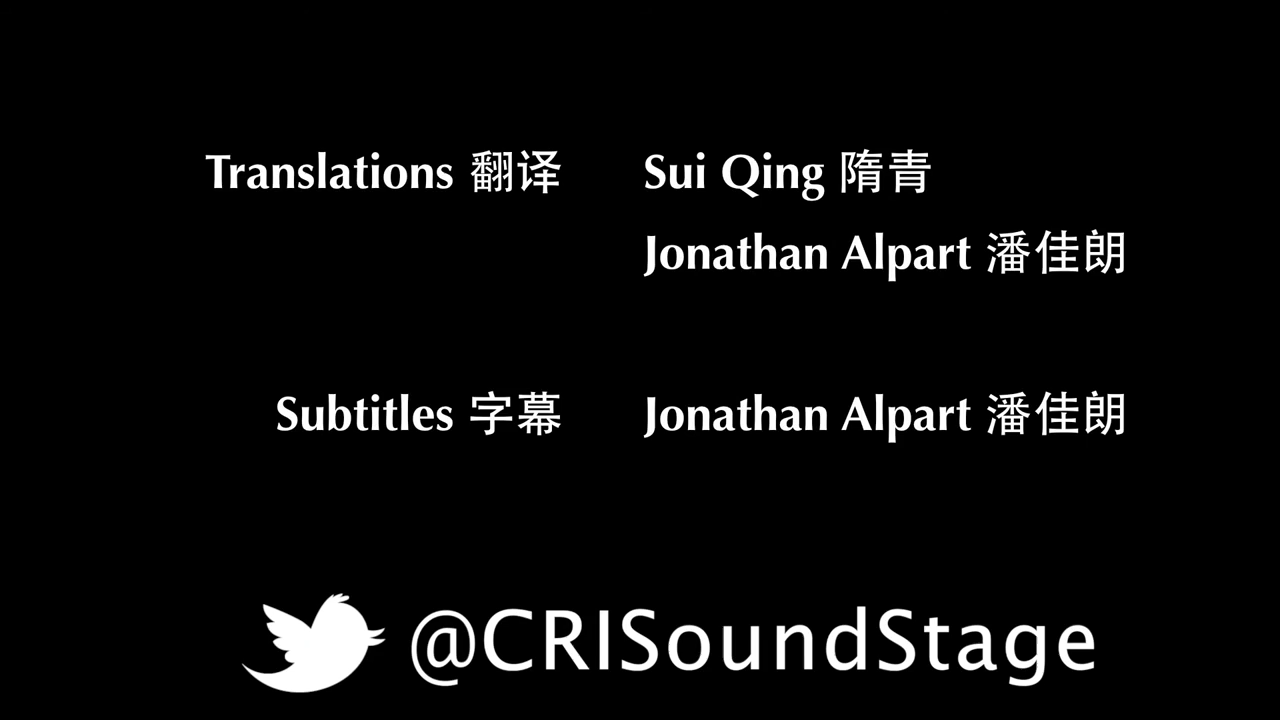 Translations 翻译 Sui Qing 隋青
Jonathan Alpart 潘佳朗
Subtitles 字幕 Jonathan Alpart 潘佳朗
@CRISoundStage